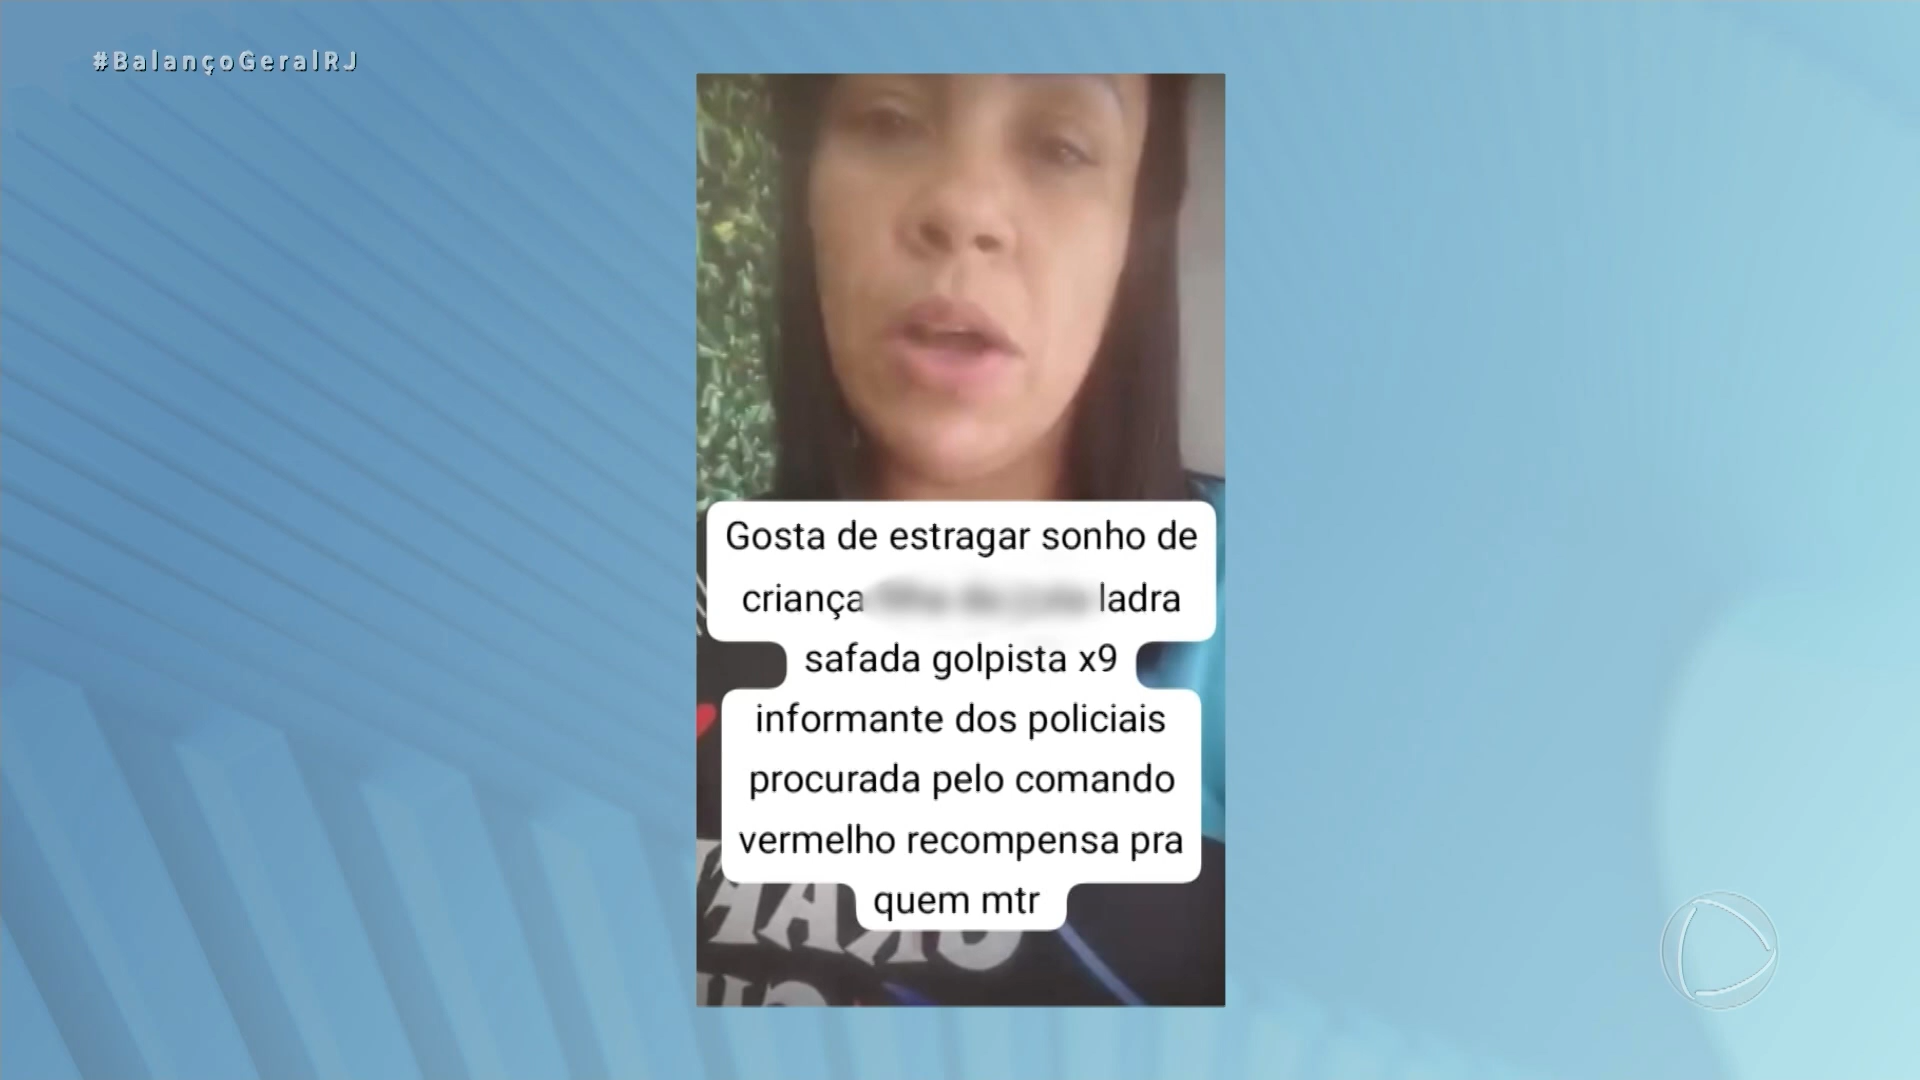 #BalançoGeralRJ
Gosta de estragar sonho de
criança ladra
safada golpista x9
informante dos policiais
procurada pelo comando
vermelho recompensa pra
quem mtr